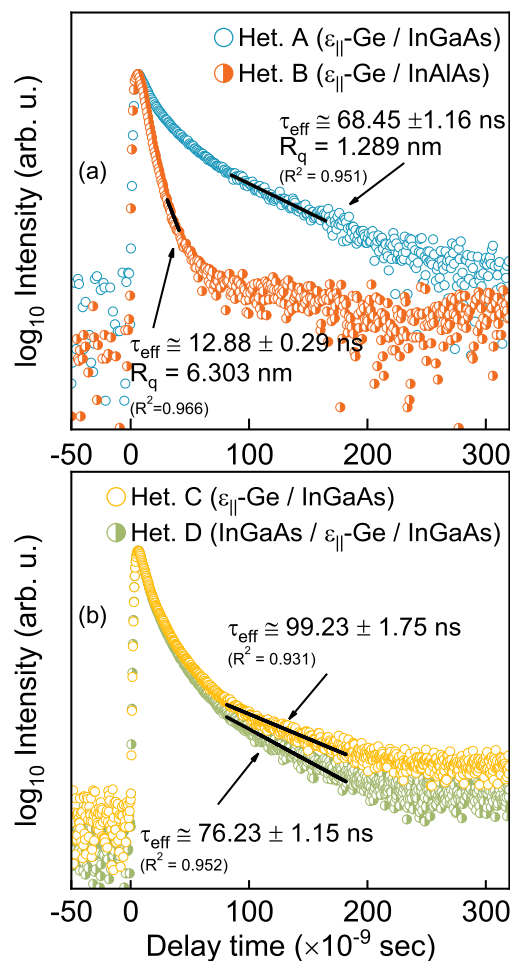 Het. A (ε||-Ge / InGaAs)
Het. B (ε||-Ge / InAlAs)
τeff ≅ 68.45 ±1.16 ns
Rq = 1.289 nm
(R² = 0.951)
(a)
τeff ≅ 12.88 ± 0.29 ns
Rq = 6.303 nm
(R²=0.966)
log10 Intensity (arb. u.)
-50 0 100 200 300
Het. C (ε||-Ge / InGaAs)
Het. D (InGaAs / ε||-Ge / InGaAs)
(b)
τeff ≅ 99.23 ± 1.75 ns
(R² = 0.931)
τeff ≅ 76.23 ± 1.15 ns
(R² = 0.952)
log10 Intensity (arb. u.)
-50 0 100 200 300
Delay time (×10⁻⁹ sec)